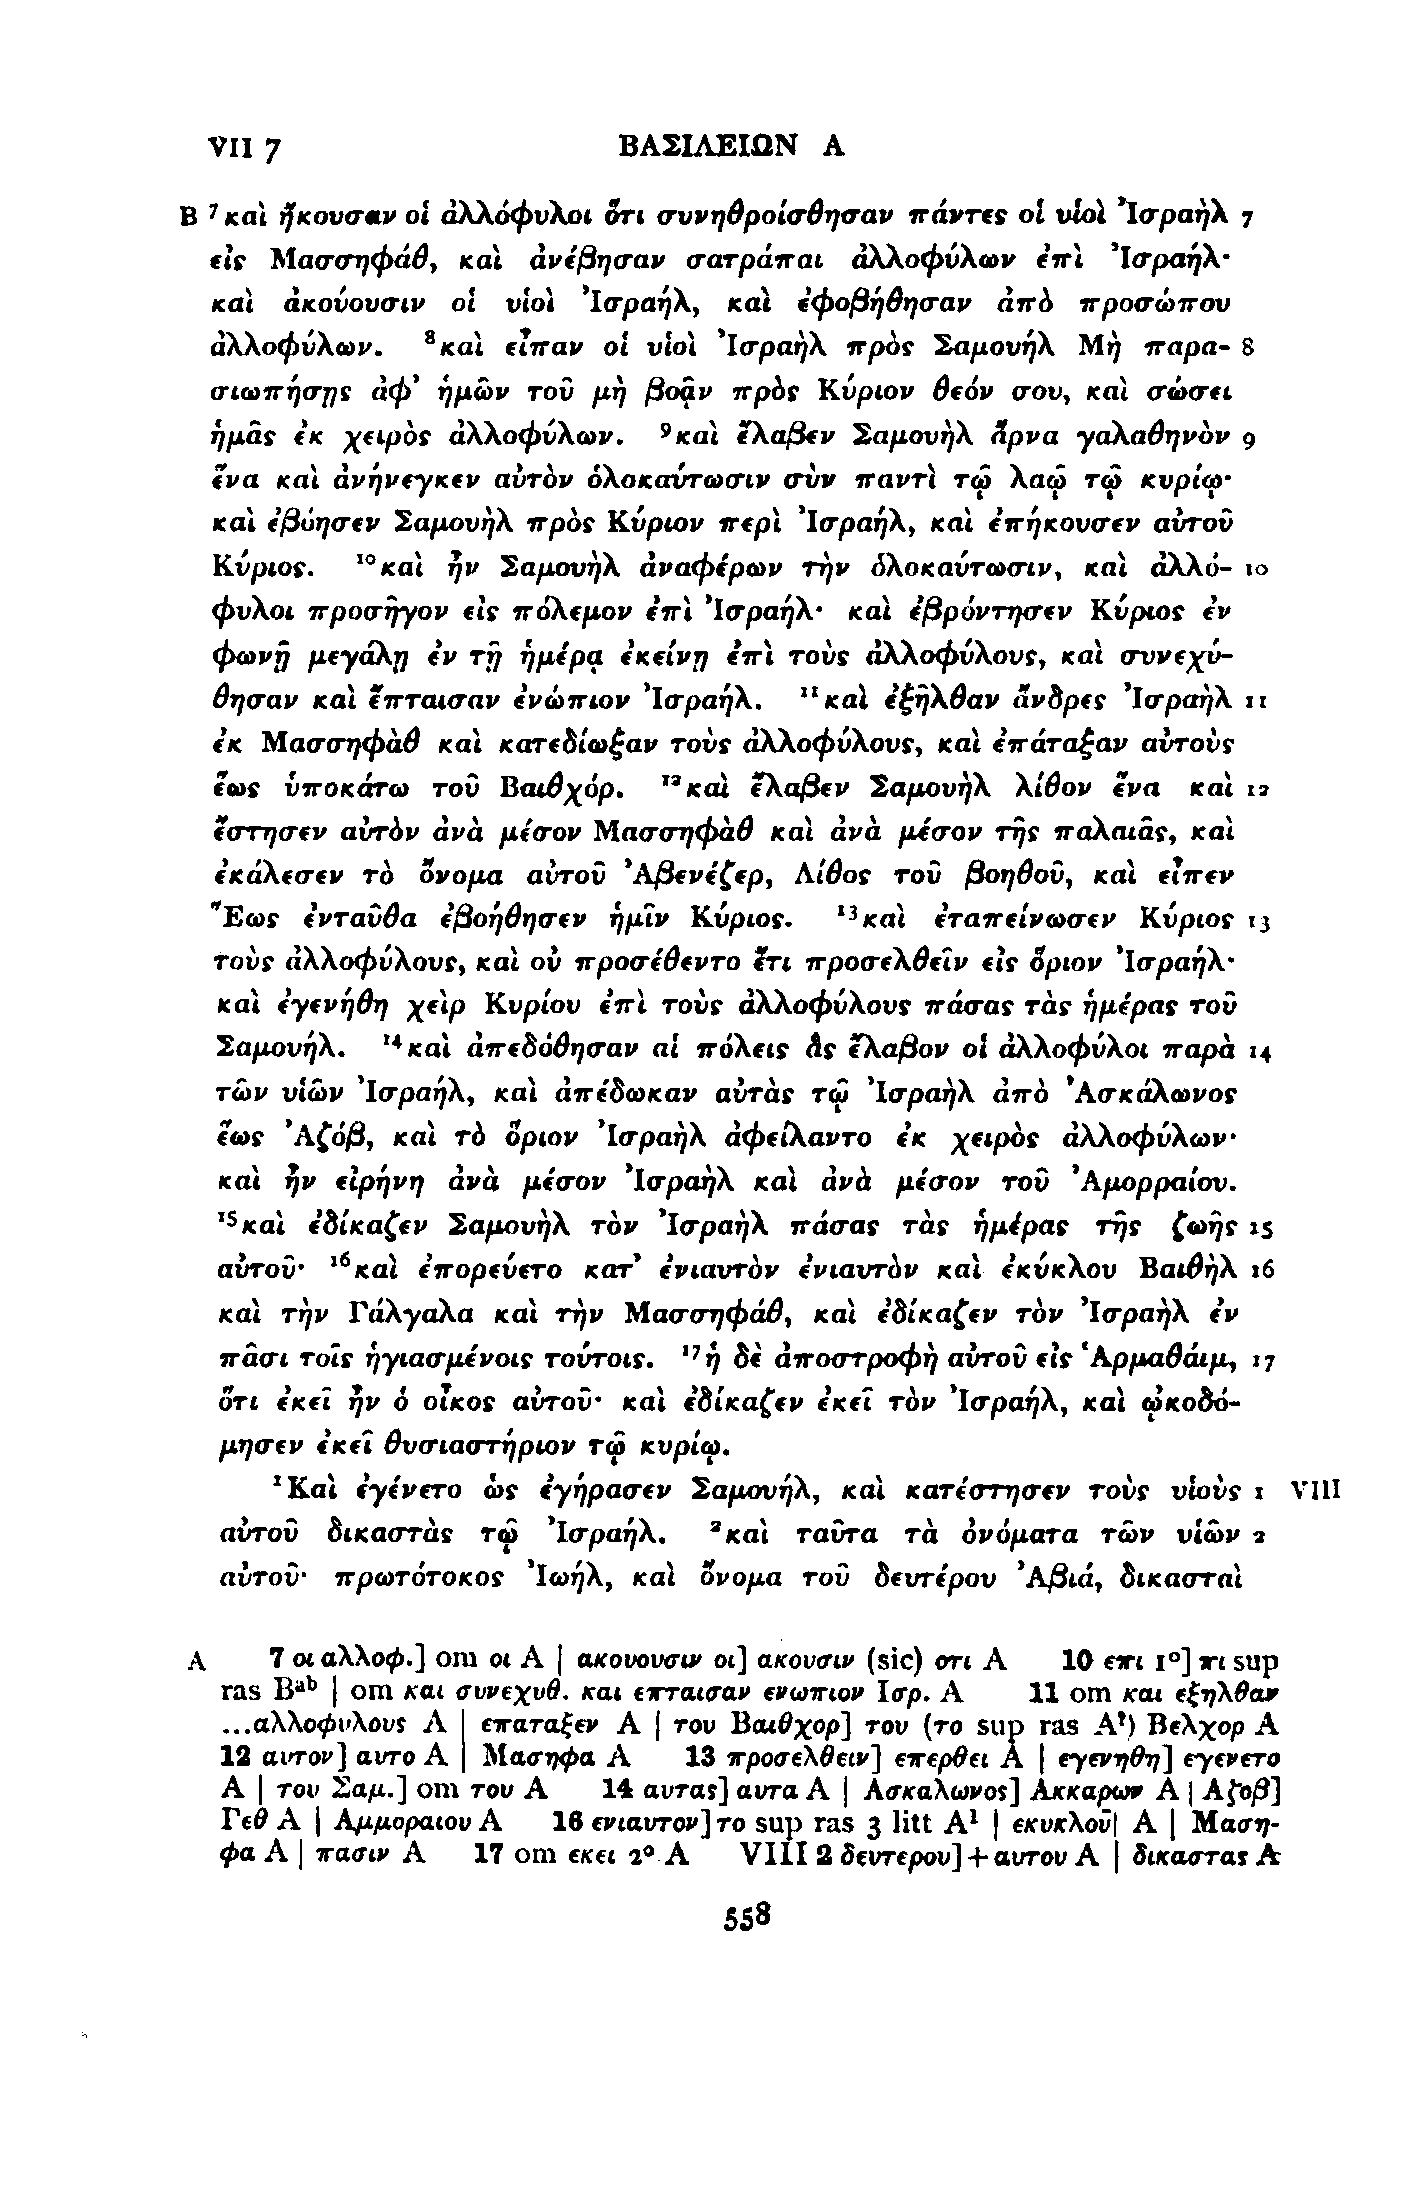 VII 7 ΒΑΣΙΛΕΙΩΝ Α
B ⁷καὶ ἤκουσαν οἱ ἀλλόφυλοι ὅτι συνηθροίσθησαν πάντες οἱ υἱοὶ Ἰσραὴλ 7
εἰς Μασσηφάθ, καὶ ἀνέβησαν σατράπαι ἀλλοφύλων ἐπὶ Ἰσραήλ·
καὶ ἀκούουσιν οἱ υἱοὶ Ἰσραήλ, καὶ ἐφοβήθησαν ἀπὸ προσώπου
ἀλλοφύλων. ⁸καὶ εἶπαν οἱ υἱοὶ Ἰσραὴλ πρὸς Σαμουήλ Μὴ παρα- 8
σιωπήσῃς ἀφ’ ἡμῶν τοῦ μὴ βοᾷν πρὸς Κύριον θεόν σου, καὶ σώσει
ἡμᾶς ἐκ χειρὸς ἀλλοφύλων. ⁹καὶ ἔλαβεν Σαμουὴλ ἄρνα γαλαθηνὸν 9
ἕνα καὶ ἀνήνεγκεν αὐτὸν ὁλοκαύτωσιν σὺν παντὶ τῷ λαῷ τῷ κυρίῳ·
καὶ ἐβόησεν Σαμουὴλ πρὸς Κύριον περὶ Ἰσραήλ, καὶ ἐπήκουσεν αὐτοῦ
Κύριος. ¹⁰καὶ ἦν Σαμουὴλ ἀναφέρων τὴν ὁλοκαύτωσιν, καὶ ἀλλό- 10
φυλοι προσῆγον εἰς πόλεμον ἐπὶ Ἰσραήλ· καὶ ἐβρόντησεν Κύριος ἐν
φωνῇ μεγάλῃ ἐν τῇ ἡμέρᾳ ἐκείνῃ ἐπὶ τοὺς ἀλλοφύλους, καὶ συνεχύ-
θησαν καὶ ἔπταισαν ἐνώπιον Ἰσραήλ. ¹¹καὶ ἐξῆλθαν ἄνδρες Ἰσραὴλ 11
ἐκ Μασσηφὰθ καὶ κατεδίωξαν τοὺς ἀλλοφύλους, καὶ ἐπάταξαν αὐτοὺς
ἕως ὑποκάτω τοῦ Βαιθχόρ. ¹²καὶ ἔλαβεν Σαμουὴλ λίθον ἕνα καὶ 12
ἔστησεν αὐτὸν ἀνὰ μέσον Μασσηφὰθ καὶ ἀνὰ μέσον τῆς παλαιᾶς, καὶ
ἐκάλεσεν τὸ ὄνομα αὐτοῦ Ἀβενέζερ, Λίθος τοῦ βοηθοῦ, καὶ εἶπεν
Ἕως ἐνταῦθα ἐβοήθησεν ἡμῖν Κύριος. ¹³καὶ ἐταπείνωσεν Κύριος 13
τοὺς ἀλλοφύλους, καὶ οὐ προσέθεντο ἔτι προσελθεῖν εἰς ὅριον Ἰσραήλ·
καὶ ἐγενήθη χεὶρ Κυρίου ἐπὶ τοὺς ἀλλοφύλους πάσας τὰς ἡμέρας τοῦ
Σαμουήλ. ¹⁴καὶ ἀπεδόθησαν αἱ πόλεις ἃς ἔλαβον οἱ ἀλλόφυλοι παρὰ 14
τῶν υἱῶν Ἰσραήλ, καὶ ἀπέδωκαν αὐτὰς τῷ Ἰσραὴλ ἀπὸ Ἀσκάλωνος
ἕως Ἀζόβ, καὶ τὸ ὅριον Ἰσραὴλ ἀφείλαντο ἐκ χειρὸς ἀλλοφύλων·
καὶ ἦν εἰρήνη ἀνὰ μέσον Ἰσραὴλ καὶ ἀνὰ μέσον τοῦ Ἀμορραίου.
¹⁵καὶ ἐδίκαζεν Σαμουὴλ τὸν Ἰσραὴλ πάσας τὰς ἡμέρας τῆς ζωῆς 15
αὐτοῦ· ¹⁶καὶ ἐπορεύετο κατ’ ἐνιαυτὸν ἐνιαυτὸν καὶ ἐκύκλου Βαιθὴλ 16
καὶ τὴν Γάλγαλα καὶ τὴν Μασσηφάθ, καὶ ἐδίκαζεν τὸν Ἰσραὴλ ἐν
πᾶσι τοῖς ἡγιασμένοις τούτοις. ¹⁷ἡ δὲ ἀποστροφὴ αὐτοῦ εἰς Ἁρμαθάιμ, 17
ὅτι ἐκεῖ ἦν ὁ οἶκος αὐτοῦ· καὶ ἐδίκαζεν ἐκεῖ τὸν Ἰσραήλ, καὶ ᾠκοδό-
μησεν ἐκεῖ θυσιαστήριον τῷ κυρίῳ.
¹Καὶ ἐγένετο ὡς ἐγήρασεν Σαμουήλ, καὶ κατέστησεν τοὺς υἱοὺς 1 VIII
αὐτοῦ δικαστὰς τῷ Ἰσραήλ. ²καὶ ταῦτα τὰ ὀνόματα τῶν υἱῶν 2
αὐτοῦ· πρωτότοκος Ἰωήλ, καὶ ὄνομα τοῦ δευτέρου Ἀβιά, δικασταὶ
A 7 οι αλλοφ.] om οι A | ακουουσιν οι] ακουσιν (sic) οτι A 10 επι 1°] πι sup
ras Bᵃᵇ | om και συνεχυθ. και επταισαν ενωπιον Ισρ. A 11 om και εξηλθαν
...αλλοφυλους A | επαταξεν A | του Βαιθχορ] του (το sup ras A?) Βελχορ A
12 αυτον] αυτο A | Μασηφα A 13 προσελθειν] επερθει A | εγενηθη] εγενετο
A | του Σαμ.] om του A 14 αυτας] αυτα A | Ασκαλωνος] Ακκαρων A | Αζοβ]
Γεθ A | Αμμοραιου A 16 ενιαυτον] το sup ras 3 litt A¹ | εκυκλου̅| A | Μαση-
φα A | πασιν A 17 om εκει 2° A VIII 2 δευτερου] + αυτου A | δικαστας A
558